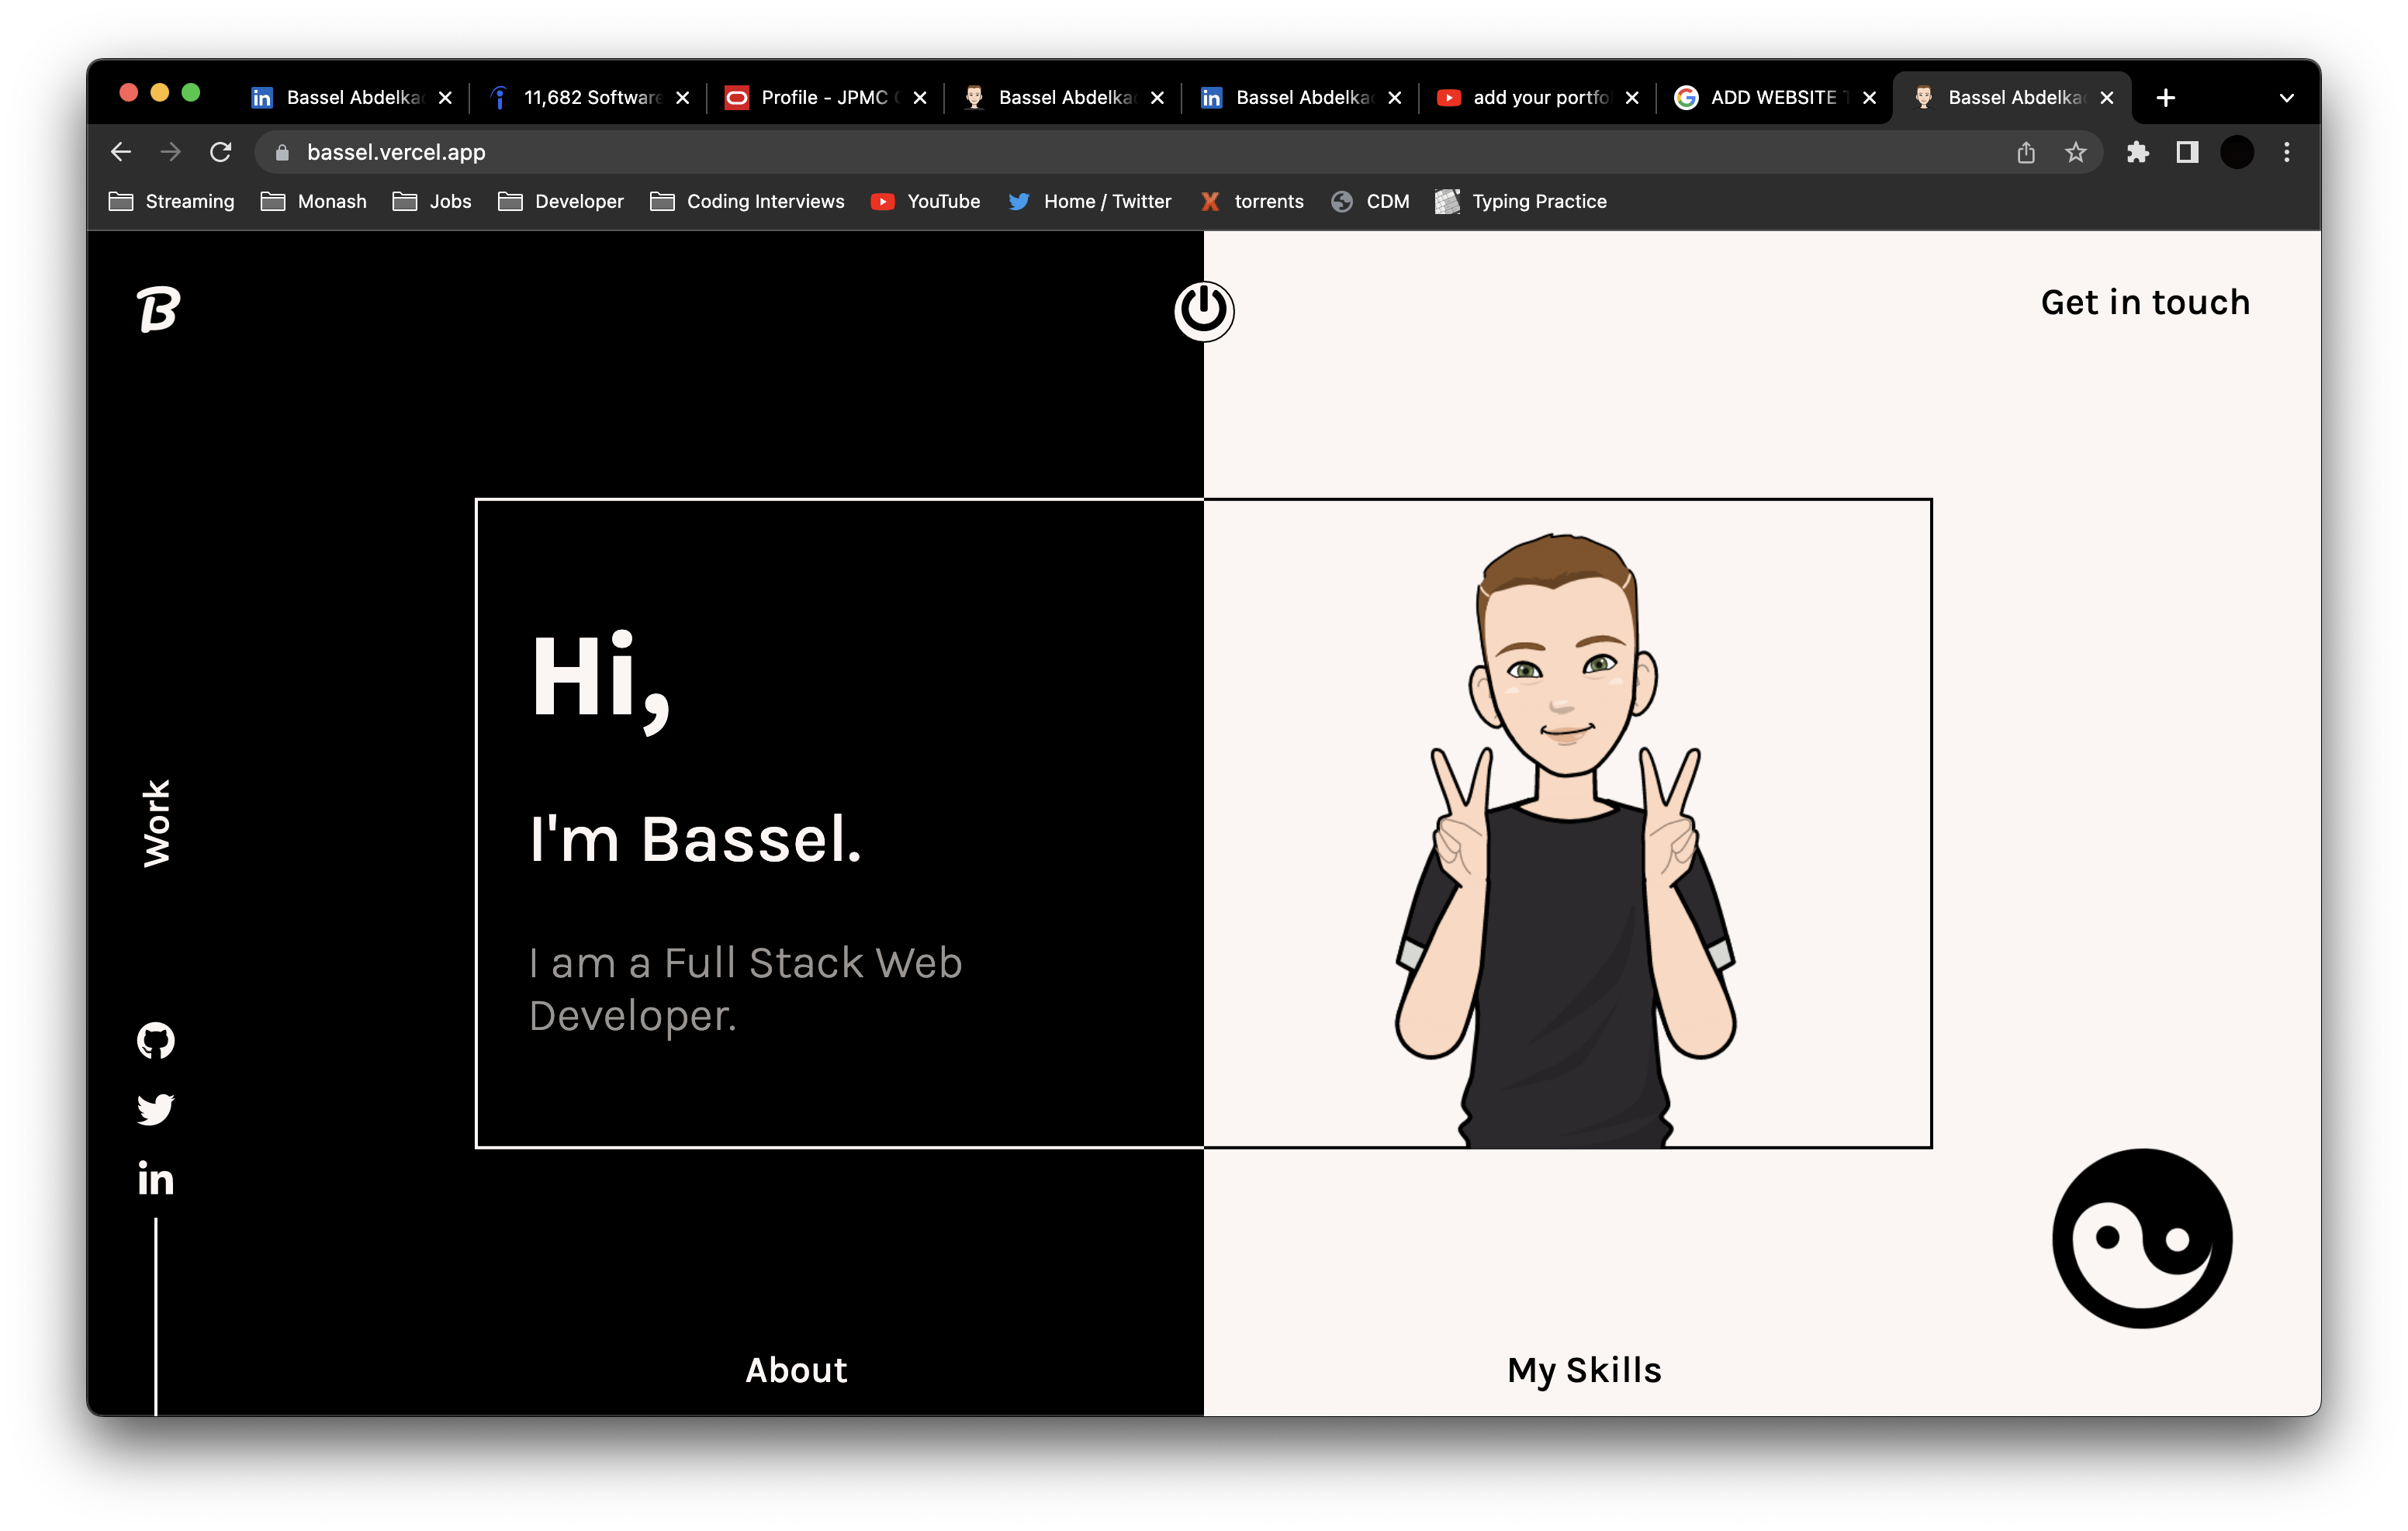 Bassel Abdelka
11,682 Software
Profile - JPMC
Bassel Abdelka
Bassel Abdelka
add your portfo
ADD WEBSITE
Bassel Abdelka
bassel.vercel.app
Streaming
Monash
Jobs
Developer
Coding Interviews
YouTube
Home / Twitter
torrents
CDM
Typing Practice
B
Get in touch
Hi,
I'm Bassel.
I am a Full Stack Web
Developer.
Work
in
About
My Skills